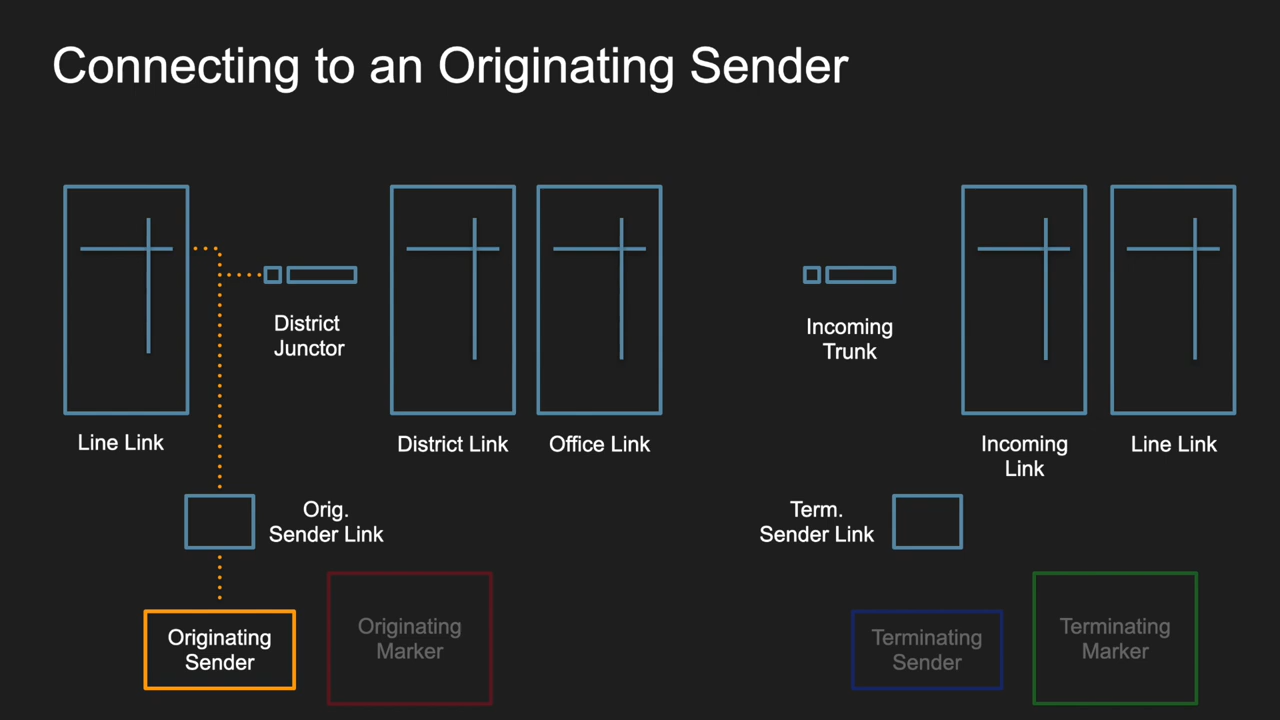 Connecting to an Originating Sender
District
Junctor
Incoming
Trunk
Line Link
District Link
Office Link
Incoming
Link
Line Link
Orig.
Sender Link
Term.
Sender Link
Originating
Sender
Originating
Marker
Terminating
Sender
Terminating
Marker